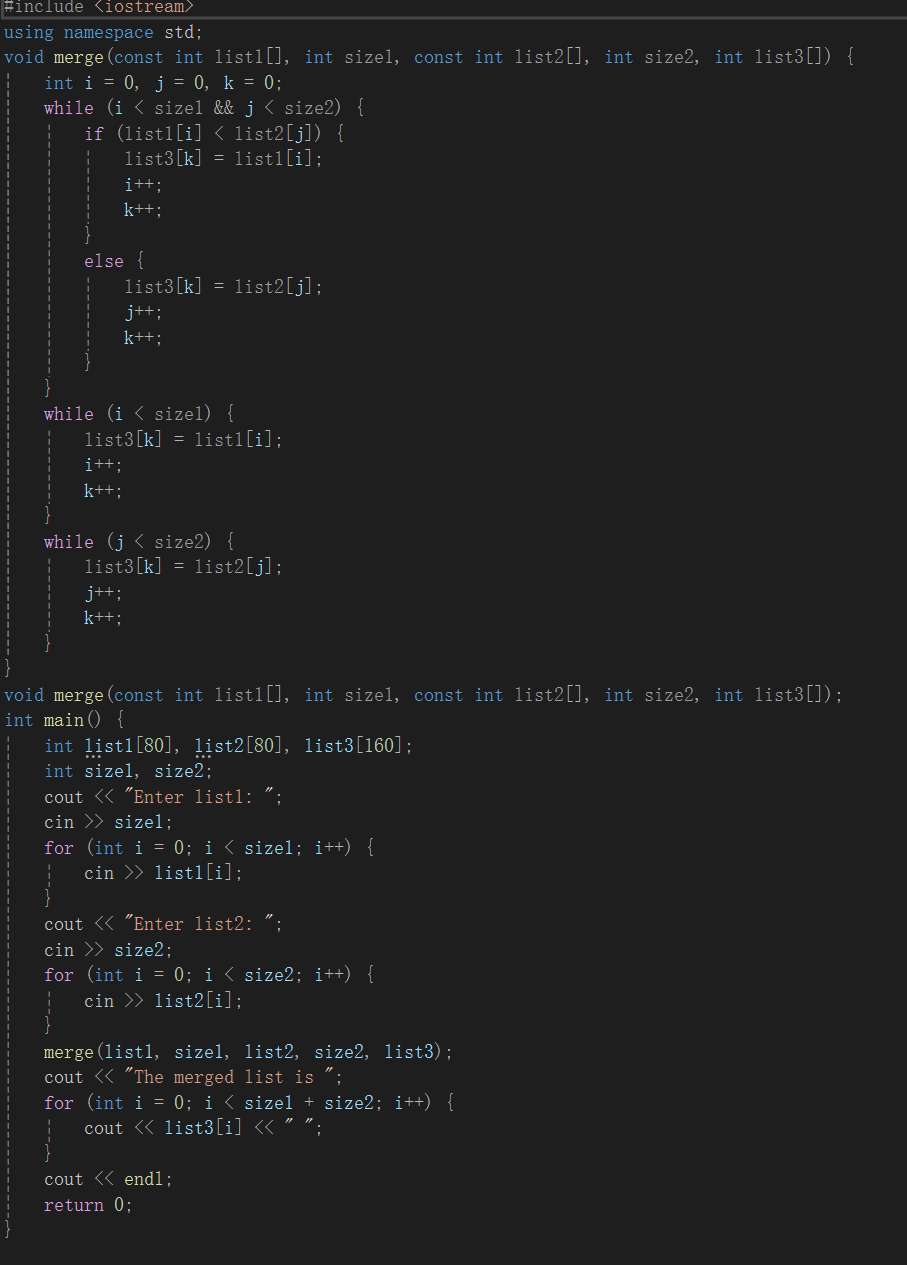 #include <iostream>
using namespace std;
void merge(const int list1[], int size1, const int list2[], int size2, int list3[]) {
    int i = 0, j = 0, k = 0;
    while (i < size1 && j < size2) {
        if (list1[i] < list2[j]) {
            list3[k] = list1[i];
            i++;
            k++;
        }
        else {
            list3[k] = list2[j];
            j++;
            k++;
        }
    }
    while (i < size1) {
        list3[k] = list1[i];
        i++;
        k++;
    }
    while (j < size2) {
        list3[k] = list2[j];
        j++;
        k++;
    }
}
void merge(const int list1[], int size1, const int list2[], int size2, int list3[]);
int main() {
    int list1[80], list2[80], list3[160];
    int size1, size2;
    cout << "Enter list1: ";
    cin >> size1;
    for (int i = 0; i < size1; i++) {
        cin >> list1[i];
    }
    cout << "Enter list2: ";
    cin >> size2;
    for (int i = 0; i < size2; i++) {
        cin >> list2[i];
    }
    merge(list1, size1, list2, size2, list3);
    cout << "The merged list is ";
    for (int i = 0; i < size1 + size2; i++) {
        cout << list3[i] << " ";
    }
    cout << endl;
    return 0;
}